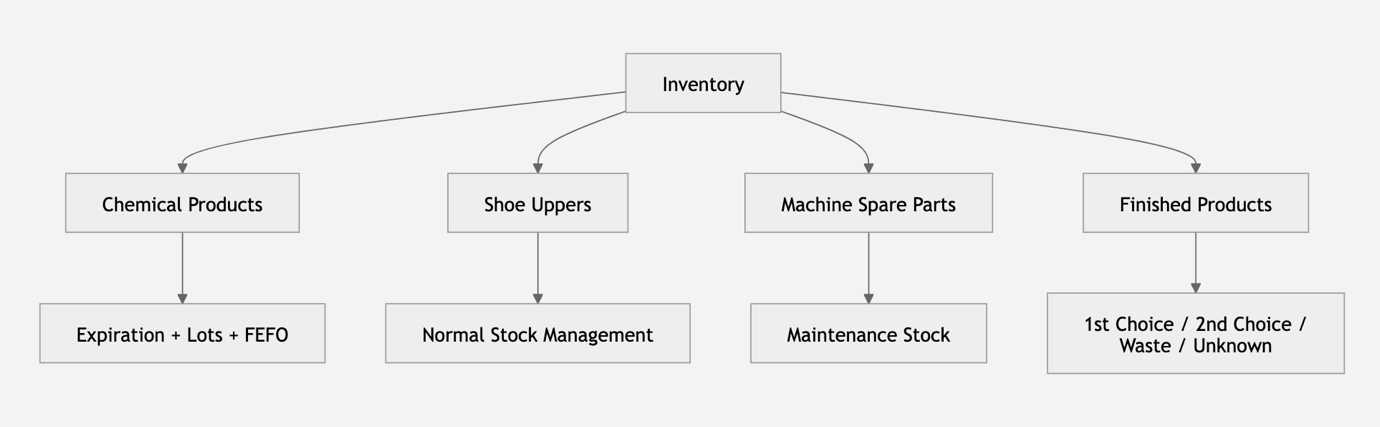 Inventory
Chemical Products
Shoe Uppers
Machine Spare Parts
Finished Products
Expiration + Lots + FEFO
Normal Stock Management
Maintenance Stock
1st Choice / 2nd Choice /
Waste / Unknown